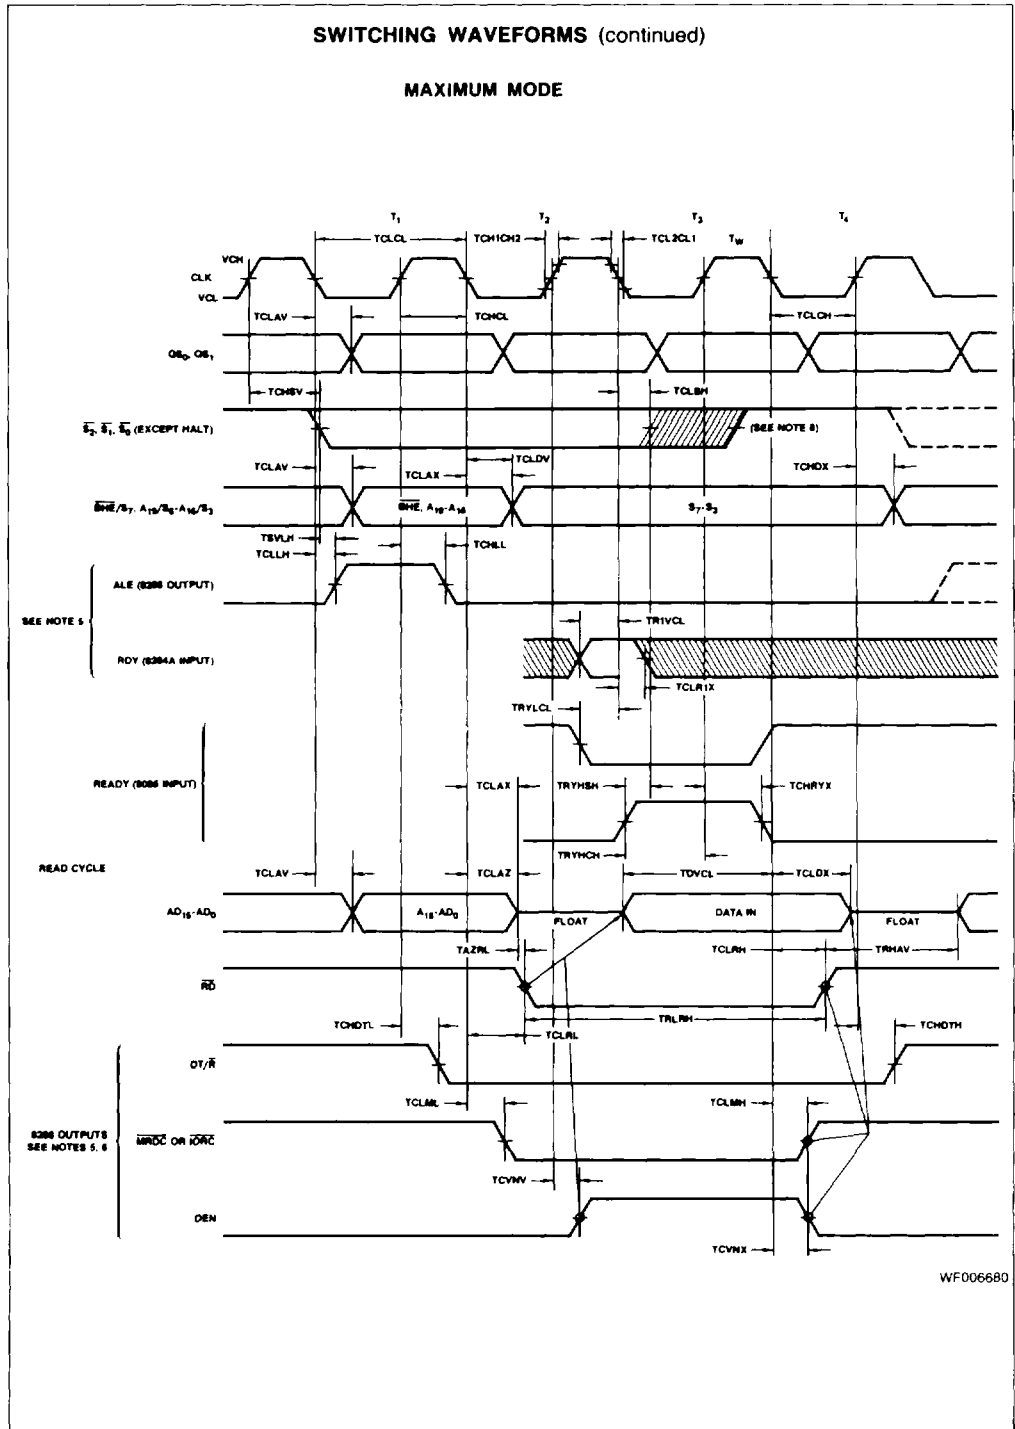 SWITCHING WAVEFORMS (continued)
MAXIMUM MODE
T1 T2 T3 T4
TCLCL TCH1CH2 TCL2CL1 TW
VCH
CLK
VCL
TCLAV TCHCL TCLCH
QS0, QS1
TCHSV TCLSH
S̅2̅, S̅1̅, S̅0̅ (EXCEPT HALT) (SEE NOTE 8)
TCLAV TCLAX TCLDV TCHDX
B̅H̅E̅/S7, A19/S6-A16/S3 B̅H̅E̅, A19-A16 S7-S3
TSVLH
TCLLH TCHLL
ALE (8288 OUTPUT)
SEE NOTE 5
TR1VCL
RDY (8284A INPUT)
TCLR1X
TRYLCL
READY (8086 INPUT)
TCLAX TRYHSH TCHRYX
TRYHCH
READ CYCLE
TCLAV TCLAZ TDVCL TCLDX
AD15-AD0 A15-AD0 FLOAT DATA IN FLOAT
TAZRL TCLRH TRHAV
R̅D̅
TCHDTL TCLRL TRLRH TCHDTH
DT/R̅
TCLML TCLMH
8288 OUTPUTS
SEE NOTES 5, 6
M̅R̅D̅C̅ OR I̅O̅R̅C̅
TCVNV
DEN
TCVNX
WF006680